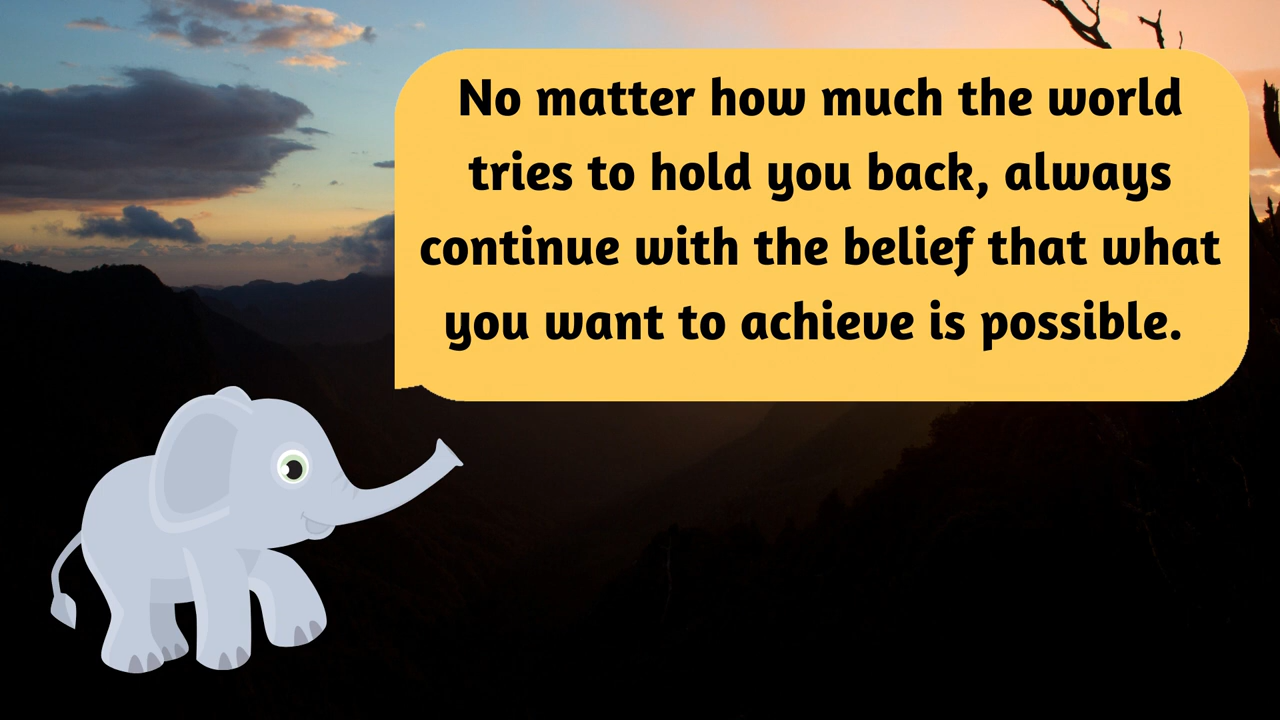 No matter how much the world
tries to hold you back, always
continue with the belief that what
you want to achieve is possible.